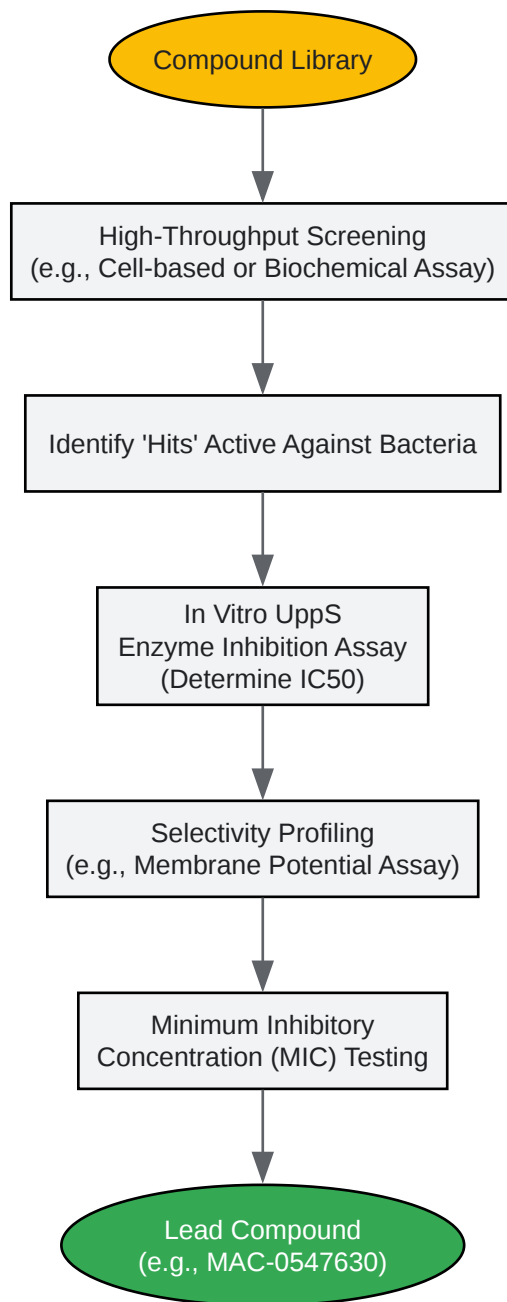 Compound Library
High-Throughput Screening
(e.g., Cell-based or Biochemical Assay)
Identify 'Hits' Active Against Bacteria
In Vitro UppS
Enzyme Inhibition Assay
(Determine IC50)
Selectivity Profiling
(e.g., Membrane Potential Assay)
Minimum Inhibitory
Concentration (MIC) Testing
Lead Compound
(e.g., MAC-0547630)